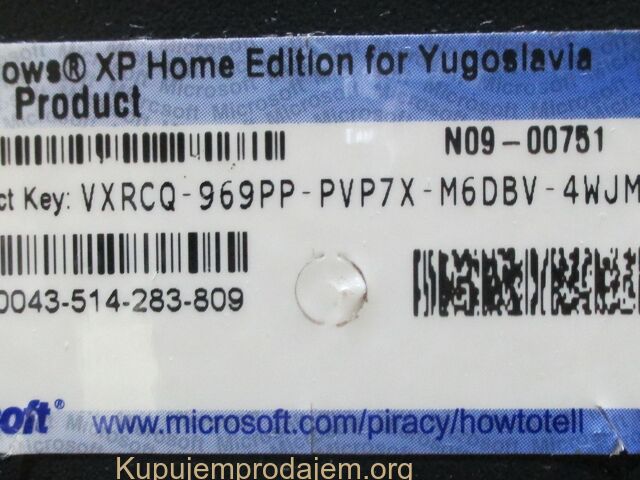 ows® XP Home Edition for Yugoslavia
Product
N09-00751
ct Key: VXRCQ-969PP-PVP7X-M6DBV-4WJM
0043-514-283-809
soft®
www.microsoft.com/piracy/howtotell
Kupujemprodajem.org